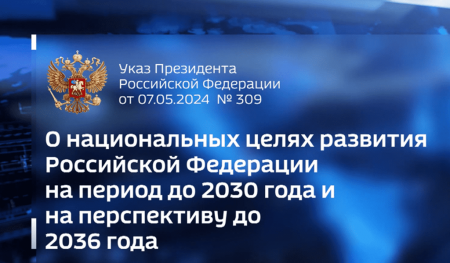 Указ Президента
Российской Федерации
от 07.05.2024 № 309
О национальных целях развития
Российской Федерации
на период до 2030 года и
на перспективу до
2036 года